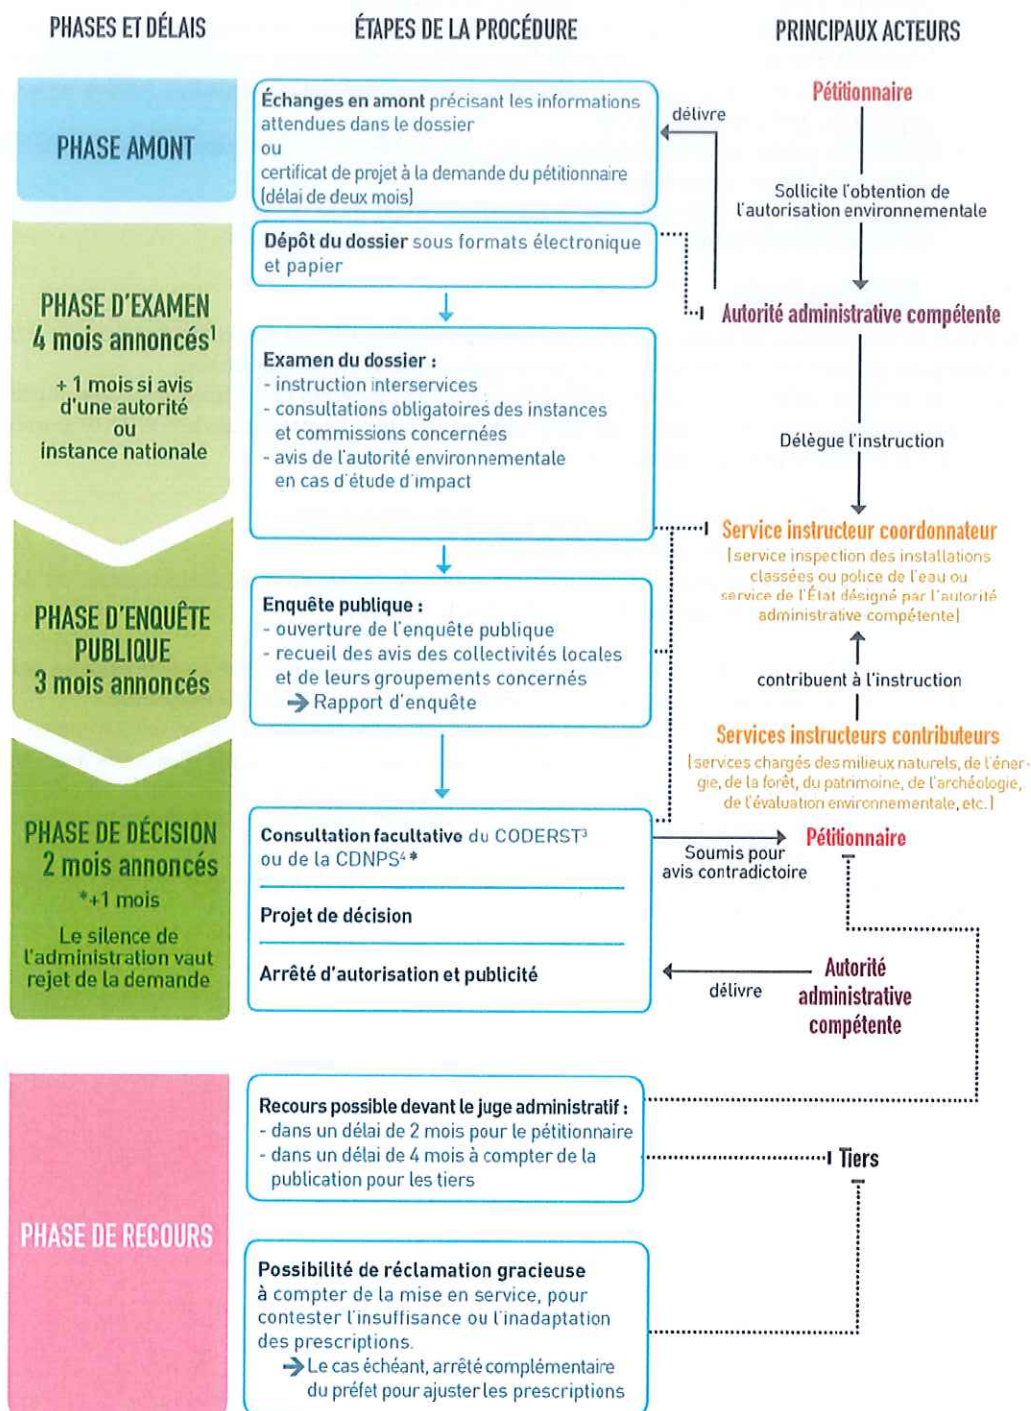 PHASES ET DÉLAIS
ÉTAPES DE LA PROCÉDURE
PRINCIPAUX ACTEURS
PHASE AMONT
Échanges en amont précisant les informations
attendues dans le dossier
ou
certificat de projet à la demande du pétitionnaire
(délai de deux mois)
délivre
Pétitionnaire
Sollicite l'obtention de
l'autorisation environnementale
Dépôt du dossier sous formats électronique
et papier
Autorité administrative compétente
PHASE D'EXAMEN
4 mois annoncés¹
+ 1 mois si avis
d'une autorité
ou
instance nationale
Examen du dossier :
- instruction interservices
- consultations obligatoires des instances
et commissions concernées
- avis de l'autorité environnementale
en cas d'étude d'impact
Délègue l'instruction
Service instructeur coordonnateur
[service inspection des installations
classées ou police de l'eau ou
service de l'État désigné par l'autorité
administrative compétente]
PHASE D'ENQUÊTE
PUBLIQUE
3 mois annoncés
Enquête publique :
- ouverture de l'enquête publique
- recueil des avis des collectivités locales
et de leurs groupements concernés
➔ Rapport d'enquête
contribuent à l'instruction
Services instructeurs contributeurs
[services chargés des milieux naturels, de l'éner-
gie, de la forêt, du patrimoine, de l'archéologie,
de l'évaluation environnementale, etc.]
PHASE DE DÉCISION
2 mois annoncés
*+1 mois
Le silence de
l'administration vaut
rejet de la demande
Consultation facultative du CODERST³
ou de la CDNPS⁴*
Projet de décision
Arrêté d'autorisation et publicité
Soumis pour
avis contradictoire
Pétitionnaire
délivre
Autorité
administrative
compétente
PHASE DE RECOURS
Recours possible devant le juge administratif :
- dans un délai de 2 mois pour le pétitionnaire
- dans un délai de 4 mois à compter de la
publication pour les tiers
Tiers
Possibilité de réclamation gracieuse
à compter de la mise en service, pour
contester l'insuffisance ou l'inadaptation
des prescriptions.
➔ Le cas échéant, arrêté complémentaire
du préfet pour ajuster les prescriptions